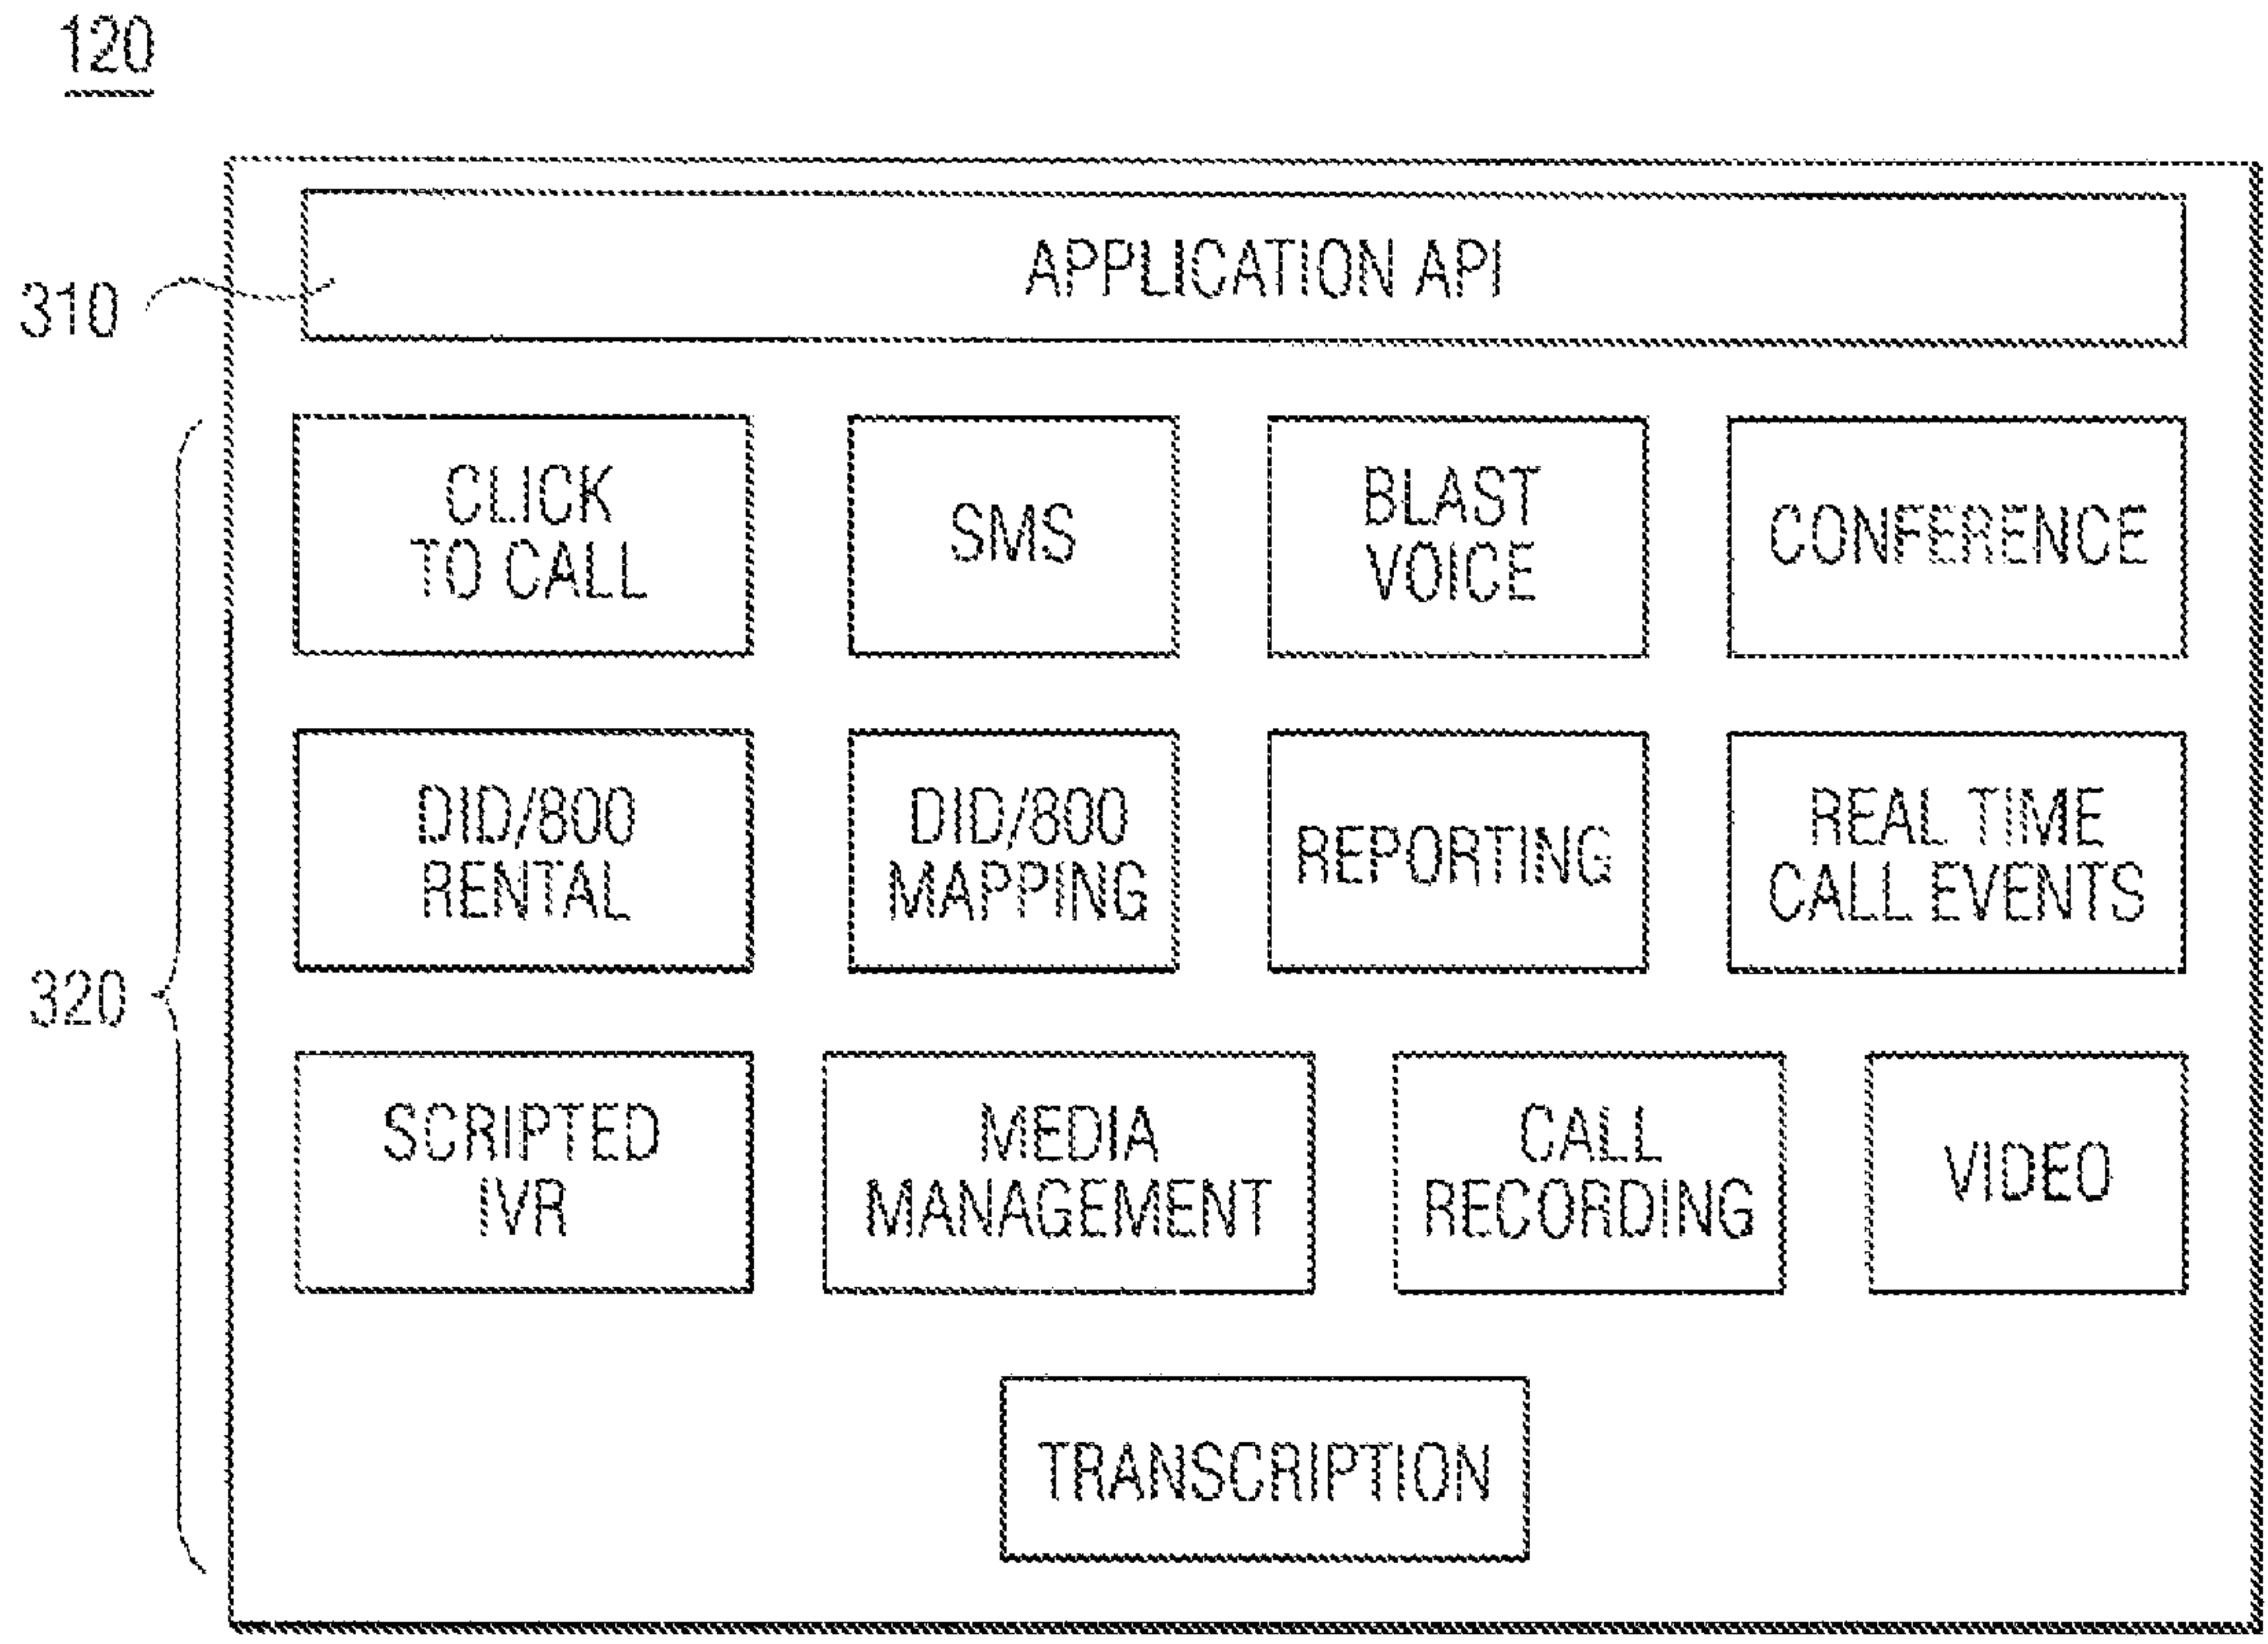 120
APPLICATION API
310
CLICK
TO CALL
SMS
BLAST
VOICE
CONFERENCE
DID/800
RENTAL
DID/800
MAPPING
REPORTING
REAL TIME
CALL EVENTS
320
SCRIPTED
IVR
MEDIA
MANAGEMENT
CALL
RECORDING
VIDEO
TRANSCRIPTION